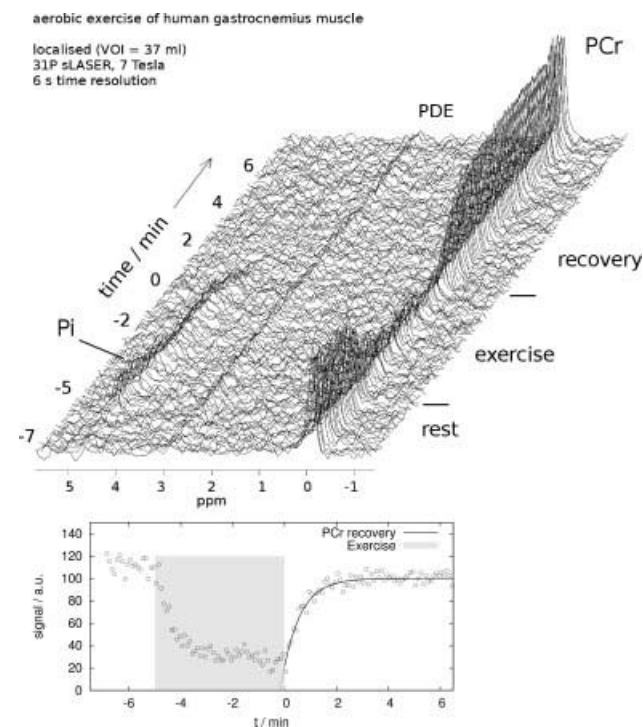 aerobic exercise of human gastrocnemius muscle
localised (VOI = 37 ml)
31P sLASER, 7 Tesla
6 s time resolution
PCr
PDE
6
4
2
0
-2
-5
-7
time / min
Pi
recovery
exercise
rest
5 4 3 2 1 0 -1
ppm
140
120
100
80
60
40
20
0
signal / a.u.
PCr recovery
Exercise
-6 -4 -2 0 2 4 6
t / min